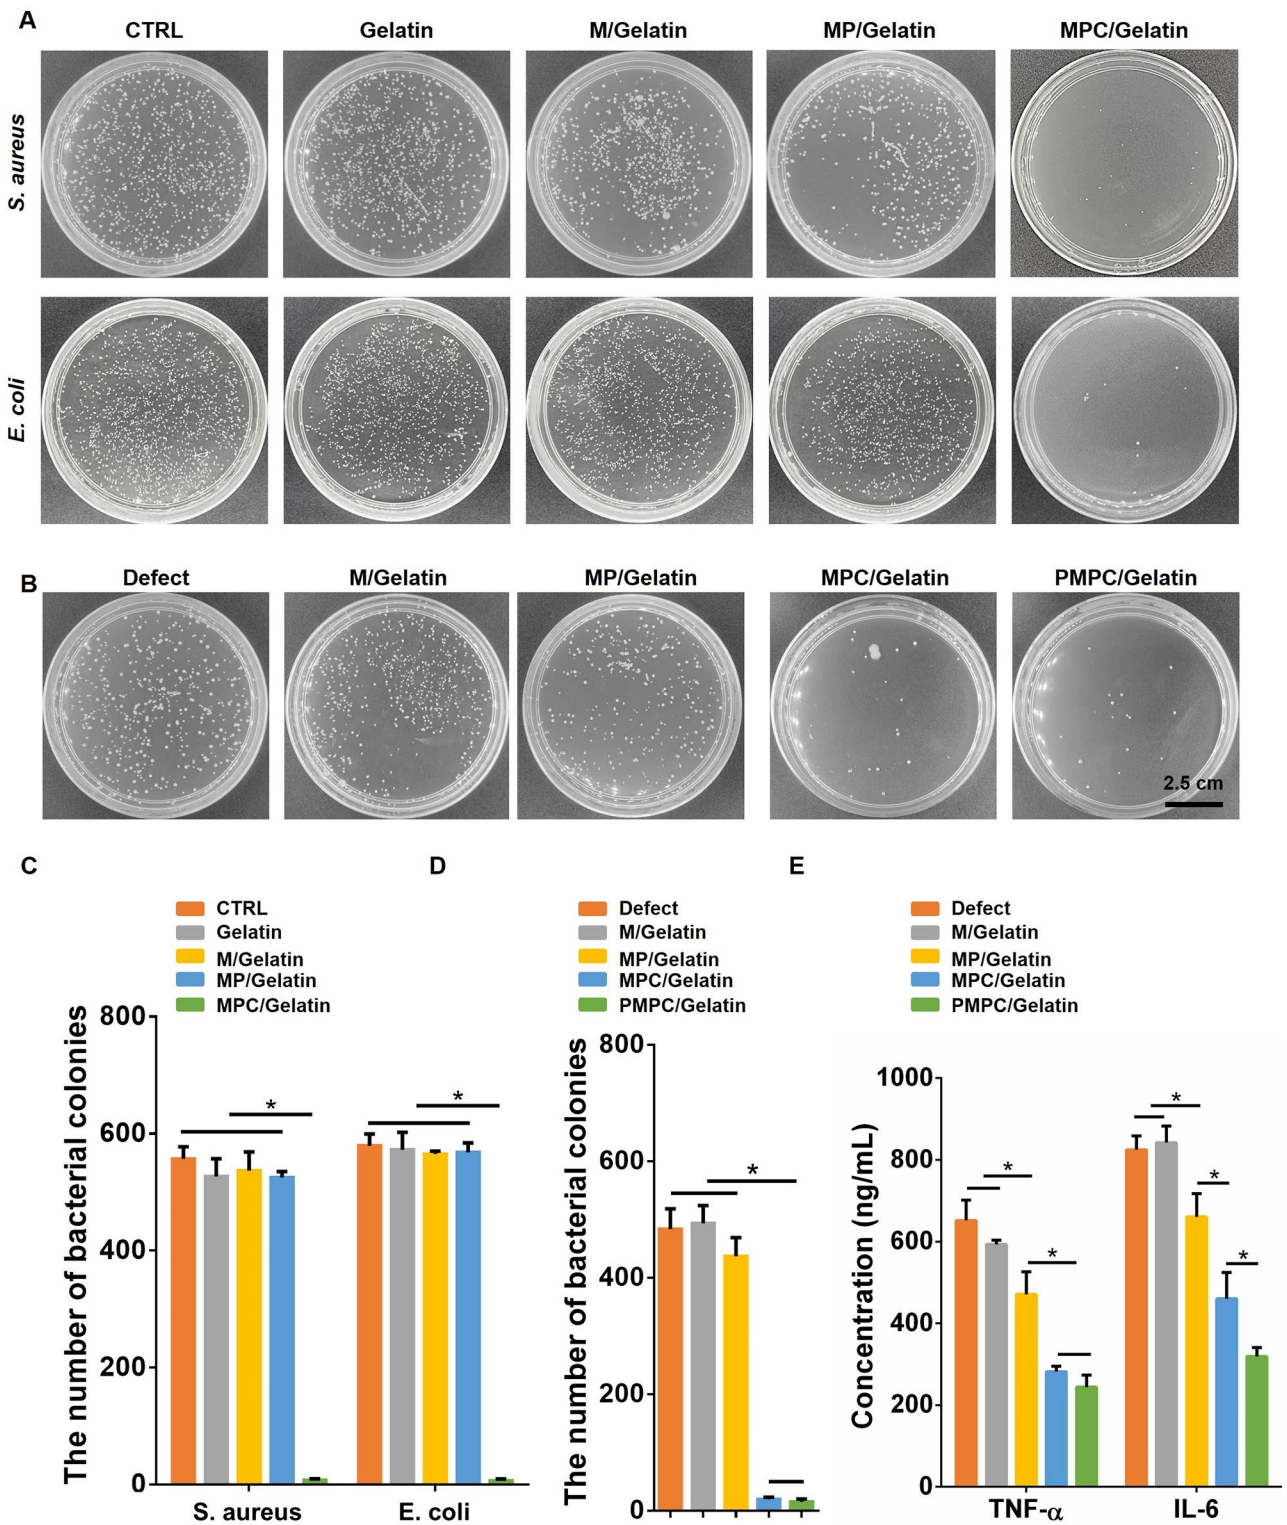 A
CTRL Gelatin M/Gelatin MP/Gelatin MPC/Gelatin
S. aureus
E. coli
B
Defect M/Gelatin MP/Gelatin MPC/Gelatin PMPC/Gelatin
2.5 cm
C
CTRL
Gelatin
M/Gelatin
MP/Gelatin
MPC/Gelatin
The number of bacterial colonies
800
600
400
200
0
* *
S. aureus E. coli
D
Defect
M/Gelatin
MP/Gelatin
MPC/Gelatin
PMPC/Gelatin
The number of bacterial colonies
800
600
400
200
0
*
E
Defect
M/Gelatin
MP/Gelatin
MPC/Gelatin
PMPC/Gelatin
Concentration (ng/mL)
1000
800
600
400
200
0
* * * * *
TNF-α IL-6